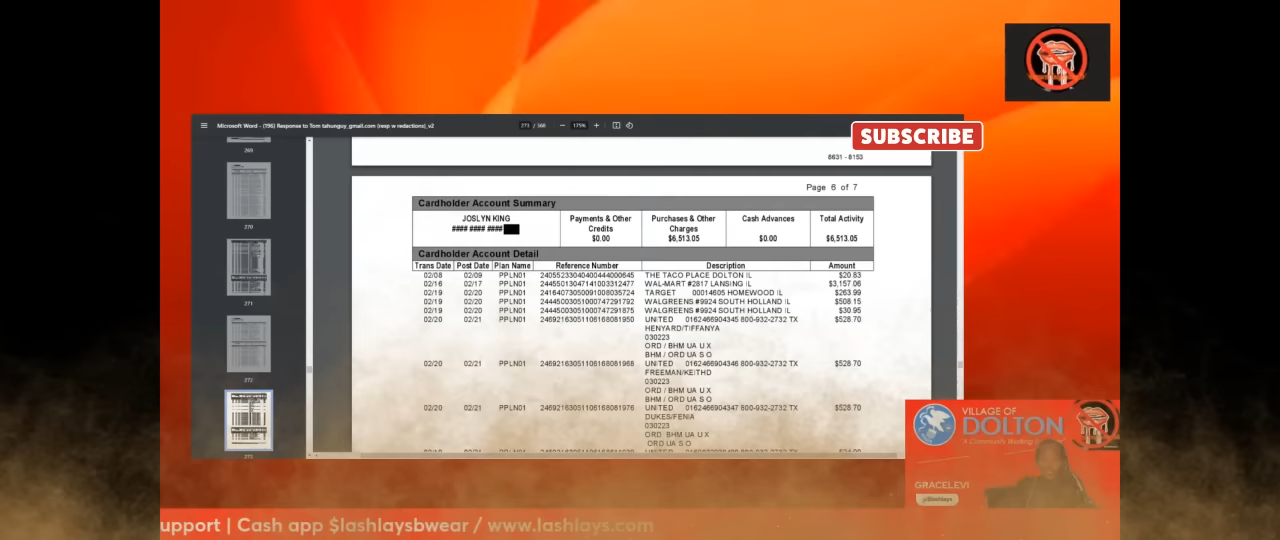 Microsoft Word - (196) Response to Tom tahunguy_gmail.com (resp w redactions)_v2
273 / 368
175%
SUBSCRIBE
8631 - 8153
269
270
271
272
273
Page 6 of 7
Cardholder Account Summary
JOSLYN KING
#### #### ####
Payments & Other Credits
$0.00
Purchases & Other Charges
$6,513.05
Cash Advances
$0.00
Total Activity
$6,513.05
Cardholder Account Detail
Trans Date Post Date Plan Name Reference Number Description Amount
02/08 02/09 PPLN01 24055233040400444000645 THE TACO PLACE DOLTON IL $20.83
02/16 02/17 PPLN01 24455013047141003312477 WAL-MART #2817 LANSING IL $3,157.06
02/19 02/20 PPLN01 24164073050091008035724 TARGET 00014605 HOMEWOOD IL $263.99
02/19 02/20 PPLN01 24445003051000747291792 WALGREENS #9924 SOUTH HOLLAND IL $508.15
02/19 02/20 PPLN01 24445003051000747291875 WALGREENS #9924 SOUTH HOLLAND IL $30.95
02/20 02/21 PPLN01 24692163051106168081950 UNITED 0162466904345 800-932-2732 TX $528.70
HENYARD/TIFFANYA
030223
ORD / BHM UA U X
BHM / ORD UA S O
02/20 02/21 PPLN01 24692163051106168081968 UNITED 0162466904346 800-932-2732 TX $528.70
FREEMAN/KEITHD
030223
ORD / BHM UA U X
BHM / ORD UA S O
02/20 02/21 PPLN01 24692163051106168081976 UNITED 0162466904347 800-932-2732 TX $528.70
DUKES/FENIA
030223
ORD BHM UA U X
ORD UA S O
VILLAGE OF
DOLTON
GRACELEVI
@5lashlays
upport | Cash app $lashlaysbwear / www.lashlays.com